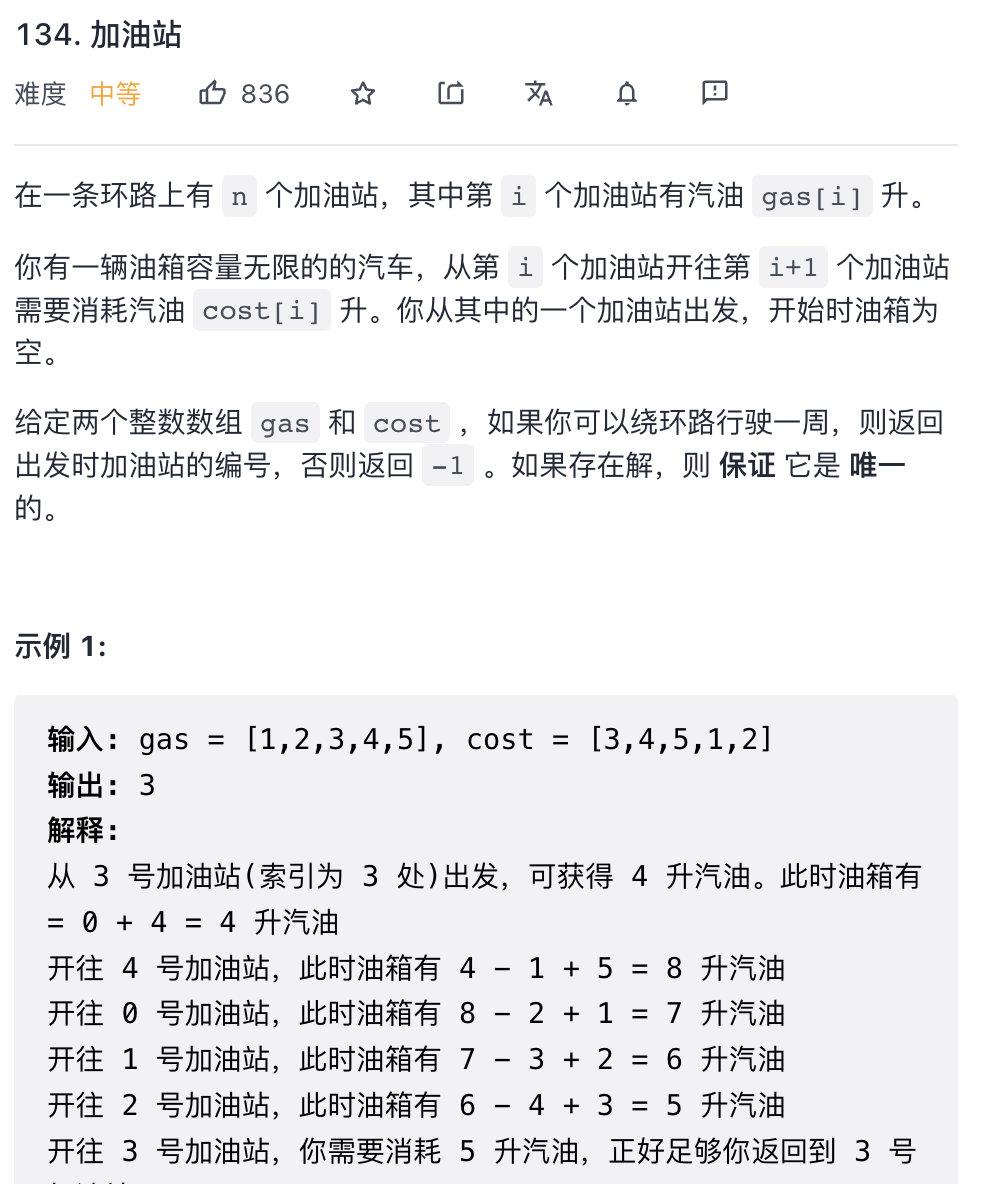 134. 加油站
难度 中等 836
在一条环路上有 n 个加油站，其中第 i 个加油站有汽油 gas[i] 升。
你有一辆油箱容量无限的的汽车，从第 i 个加油站开往第 i+1 个加油站
需要消耗汽油 cost[i] 升。你从其中的一个加油站出发，开始时油箱为
空。
给定两个整数数组 gas 和 cost ，如果你可以绕环路行驶一周，则返回
出发时加油站的编号，否则返回 -1 。如果存在解，则 保证 它是 唯一
的。
示例 1:
输入: gas = [1,2,3,4,5], cost = [3,4,5,1,2]
输出: 3
解释:
从 3 号加油站(索引为 3 处)出发，可获得 4 升汽油。此时油箱有
= 0 + 4 = 4 升汽油
开往 4 号加油站，此时油箱有 4 - 1 + 5 = 8 升汽油
开往 0 号加油站，此时油箱有 8 - 2 + 1 = 7 升汽油
开往 1 号加油站，此时油箱有 7 - 3 + 2 = 6 升汽油
开往 2 号加油站，此时油箱有 6 - 4 + 3 = 5 升汽油
开往 3 号加油站，你需要消耗 5 升汽油，正好足够你返回到 3 号